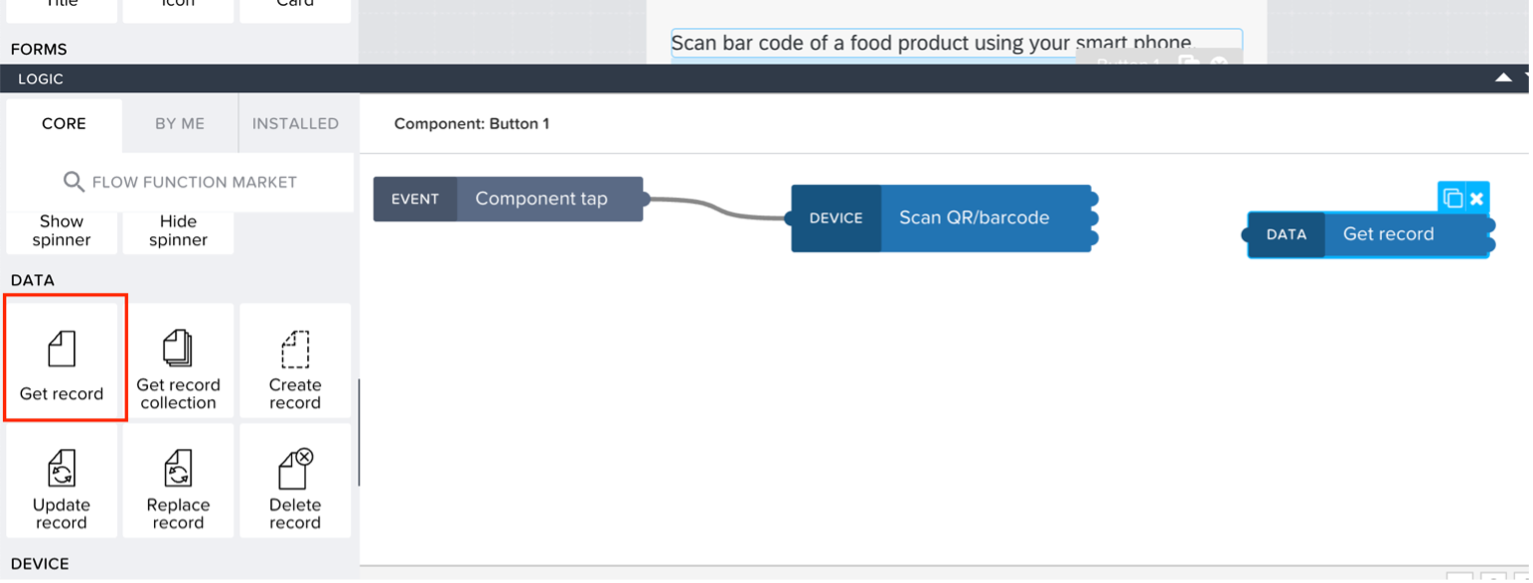 Title
Icon
Card
FORMS
Scan bar code of a food product using your smart phone.
Button 1
LOGIC
CORE
BY ME
INSTALLED
Component: Button 1
FLOW FUNCTION MARKET
EVENT
Component tap
DEVICE
Scan QR/barcode
DATA
Get record
Show
spinner
Hide
spinner
DATA
Get record
Get record
collection
Create
record
Update
record
Replace
record
Delete
record
DEVICE